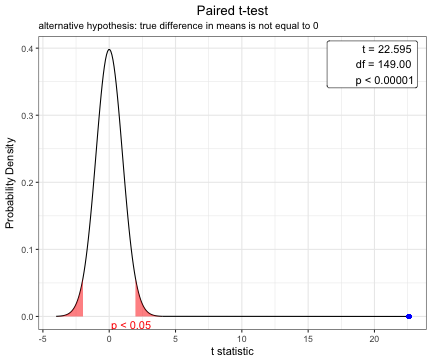 Paired t-test
alternative hypothesis: true difference in means is not equal to 0
t = 22.595
df = 149.00
p < 0.00001
Probability Density
0.4
0.3
0.2
0.1
0.0
p < 0.05
-5
0
5
10
15
20
t statistic